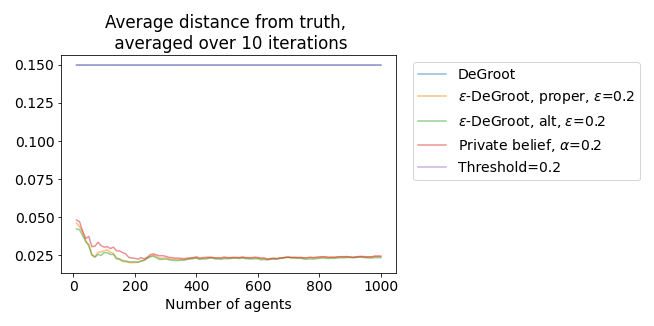 Average distance from truth,
averaged over 10 iterations
0.150
0.125
0.100
0.075
0.050
0.025
0 200 400 600 800 1000
Number of agents
DeGroot
ε-DeGroot, proper, ε=0.2
ε-DeGroot, alt, ε=0.2
Private belief, α=0.2
Threshold=0.2